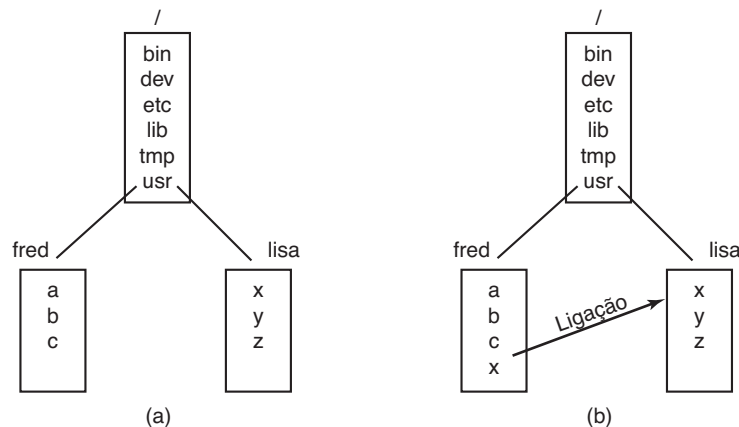 /
bin
dev
etc
lib
tmp
usr
fred
lisa
a
b
c
x
y
z
(a)
/
bin
dev
etc
lib
tmp
usr
fred
lisa
a
b
c
x
Ligação
x
y
z
(b)